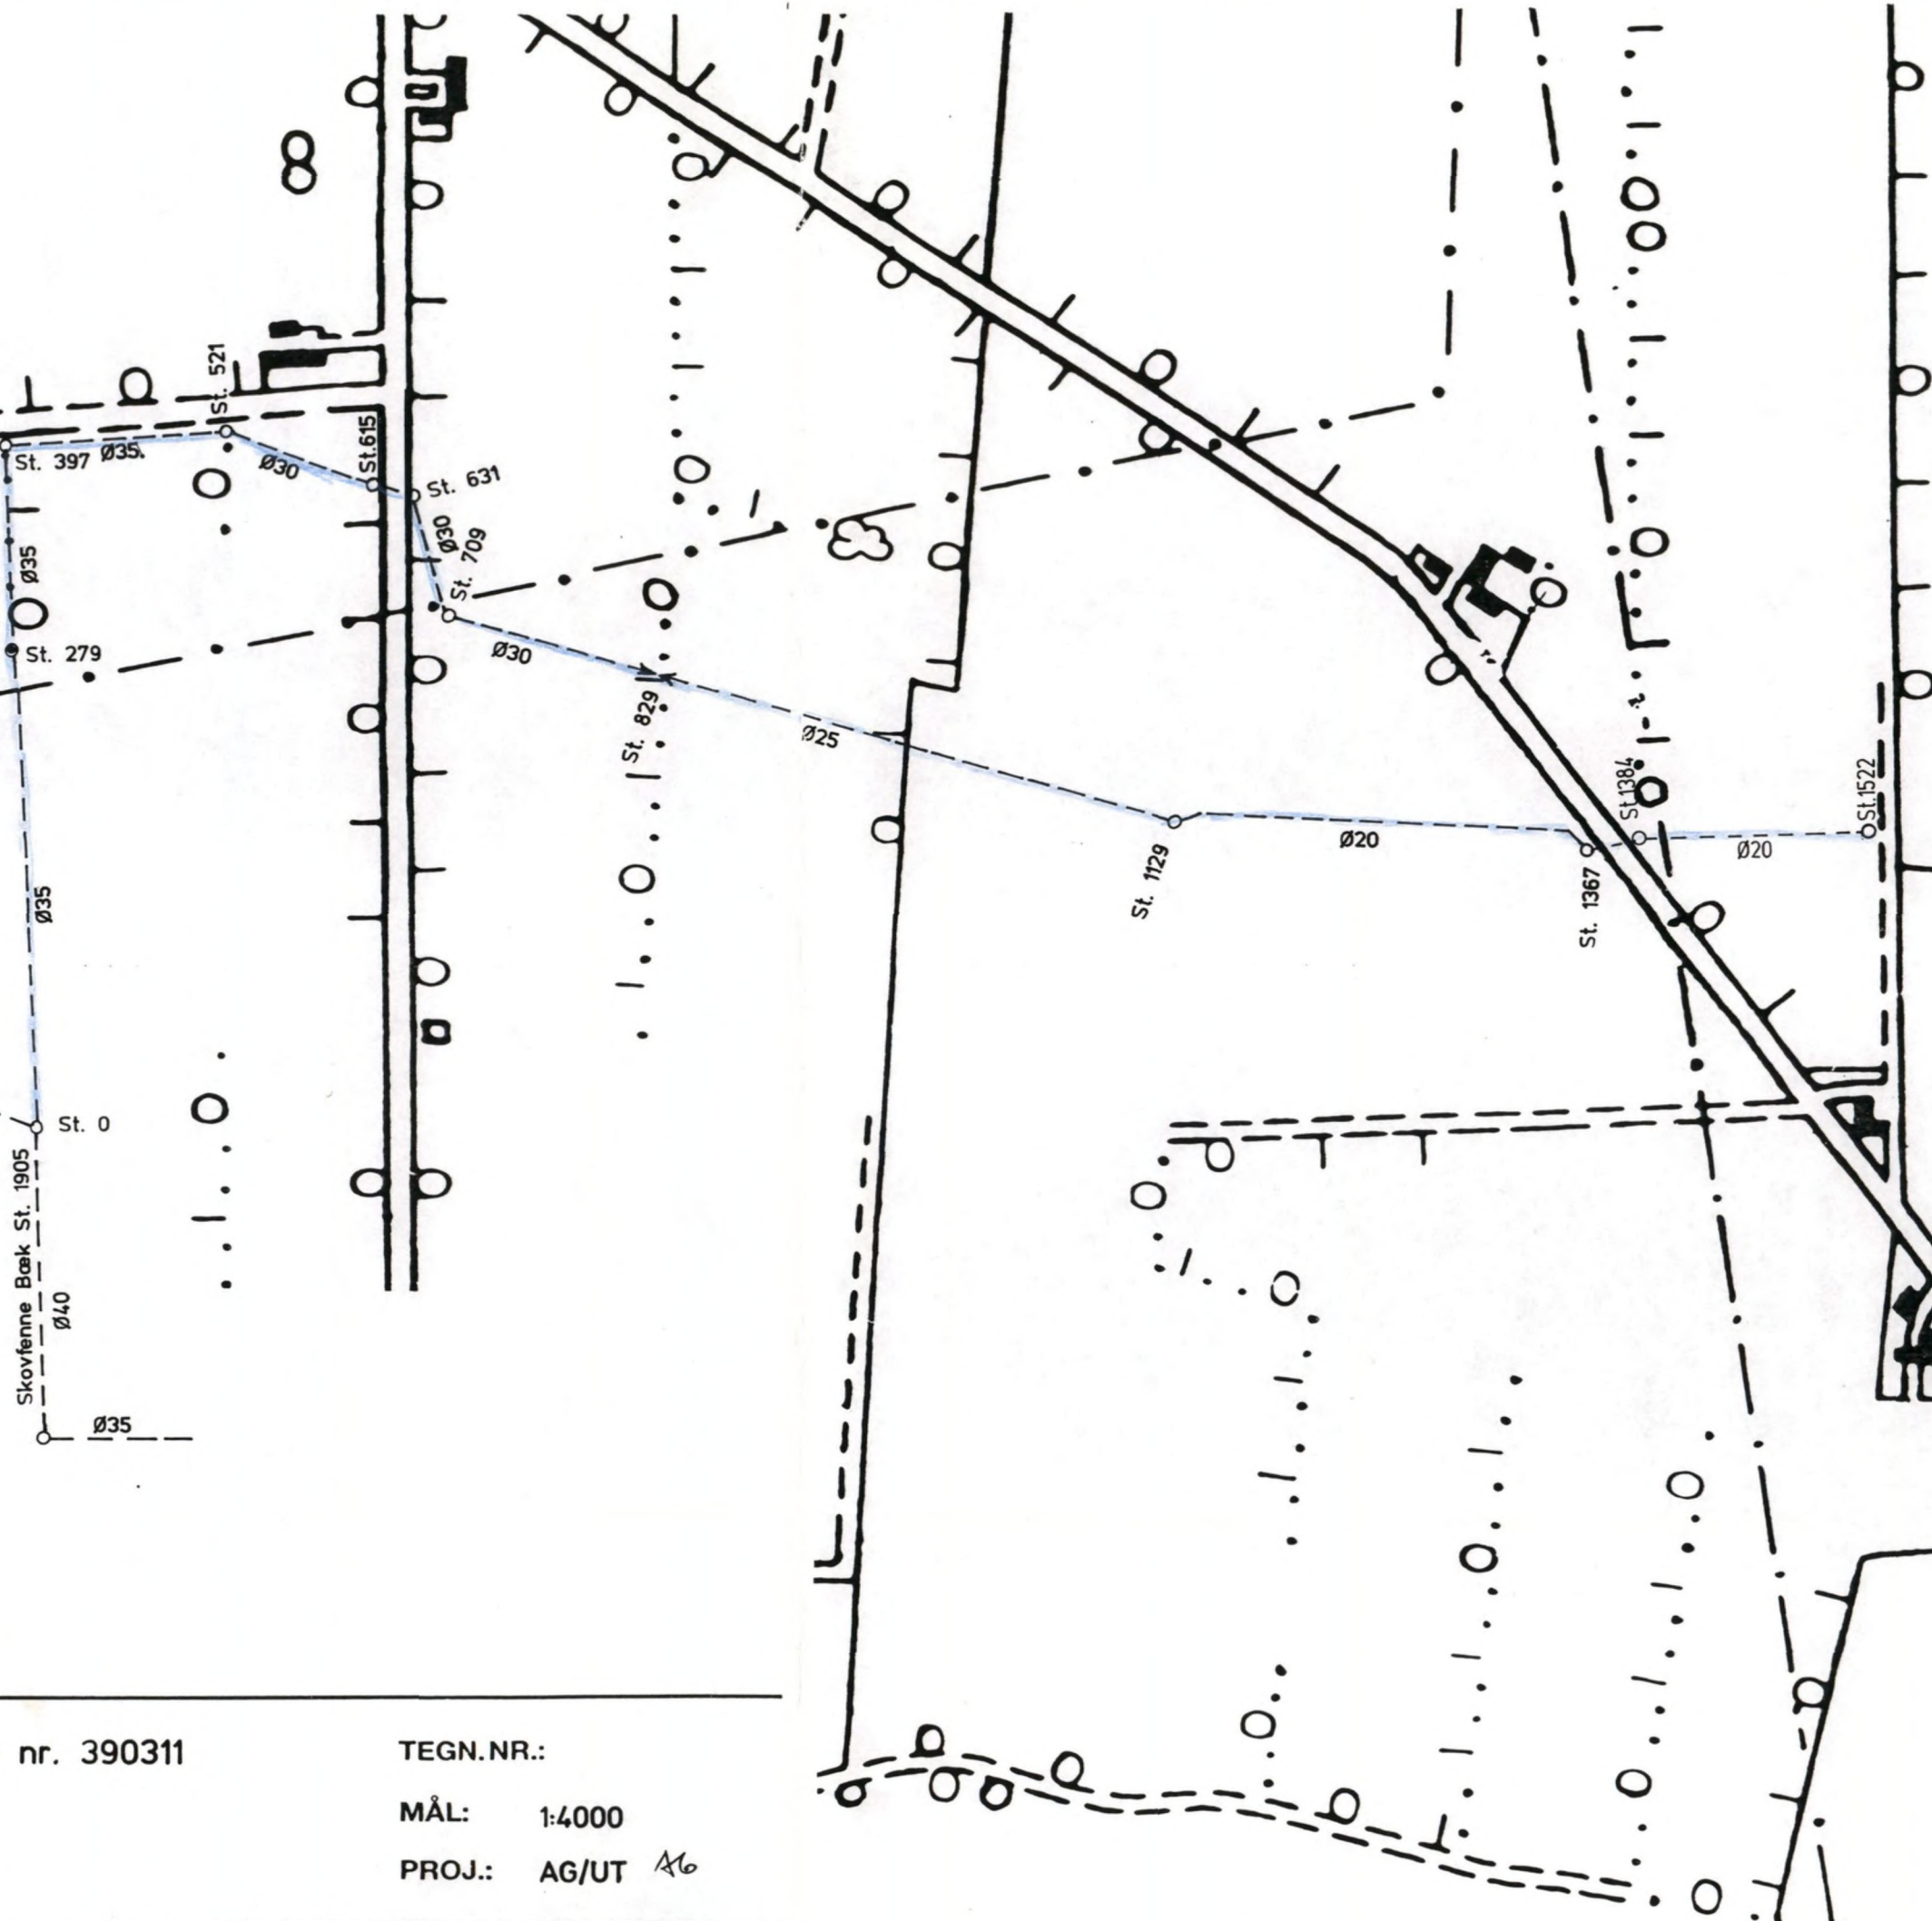 St. 521
St. 397
Ø35.
Ø30
St.615
St. 631
Ø30
St. 709
Ø35
St. 279
Ø30
St. 829
Ø25
St. 1129
Ø20
St. 1367
St.1384
Ø20
St.1522
Ø35
St. 0
Skovfenne Bæk St. 1905
Ø40
Ø35
nr. 390311
TEGN.NR.:
MÅL: 1:4000
PROJ.: AG/UT